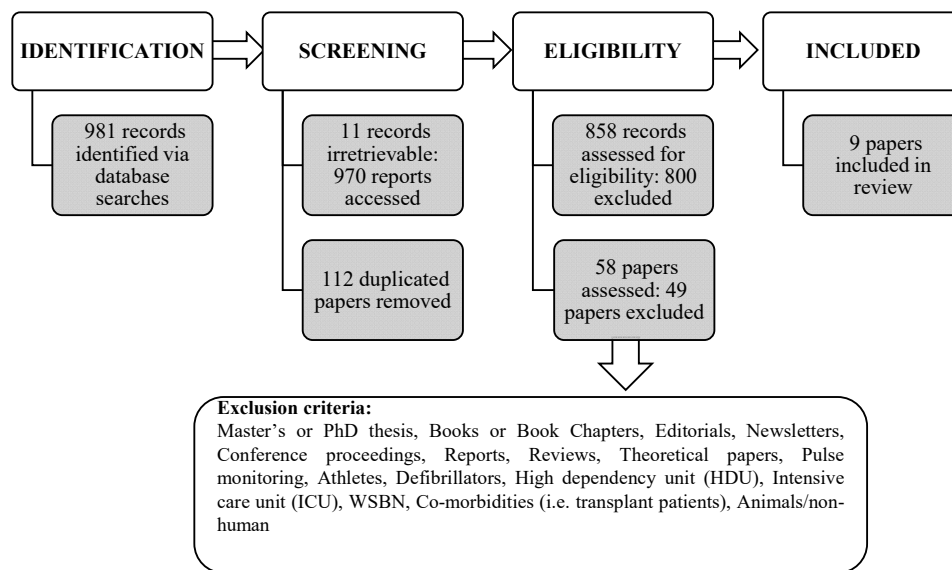 IDENTIFICATION
SCREENING
ELIGIBILITY
INCLUDED
981 records
identified via
database
searches
11 records
irretrievable:
970 reports
accessed
112 duplicated
papers removed
858 records
assessed for
eligibility: 800
excluded
58 papers
assessed: 49
papers excluded
9 papers
included in
review
Exclusion criteria:
Master's or PhD thesis, Books or Book Chapters, Editorials, Newsletters,
Conference proceedings, Reports, Reviews, Theoretical papers, Pulse
monitoring, Athletes, Defibrillators, High dependency unit (HDU), Intensive
care unit (ICU), WSBN, Co-morbidities (i.e. transplant patients), Animals/non-
human